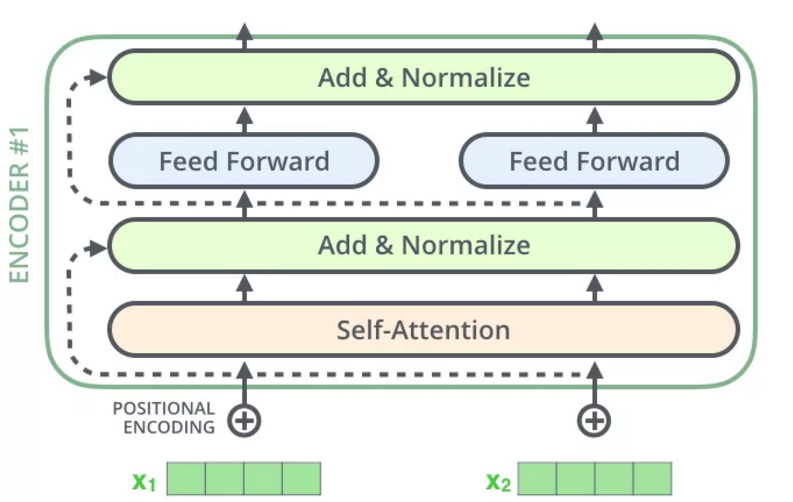 ENCODER #1
Add & Normalize
Feed Forward
Feed Forward
Add & Normalize
Self-Attention
POSITIONAL
ENCODING
x₁
x₂